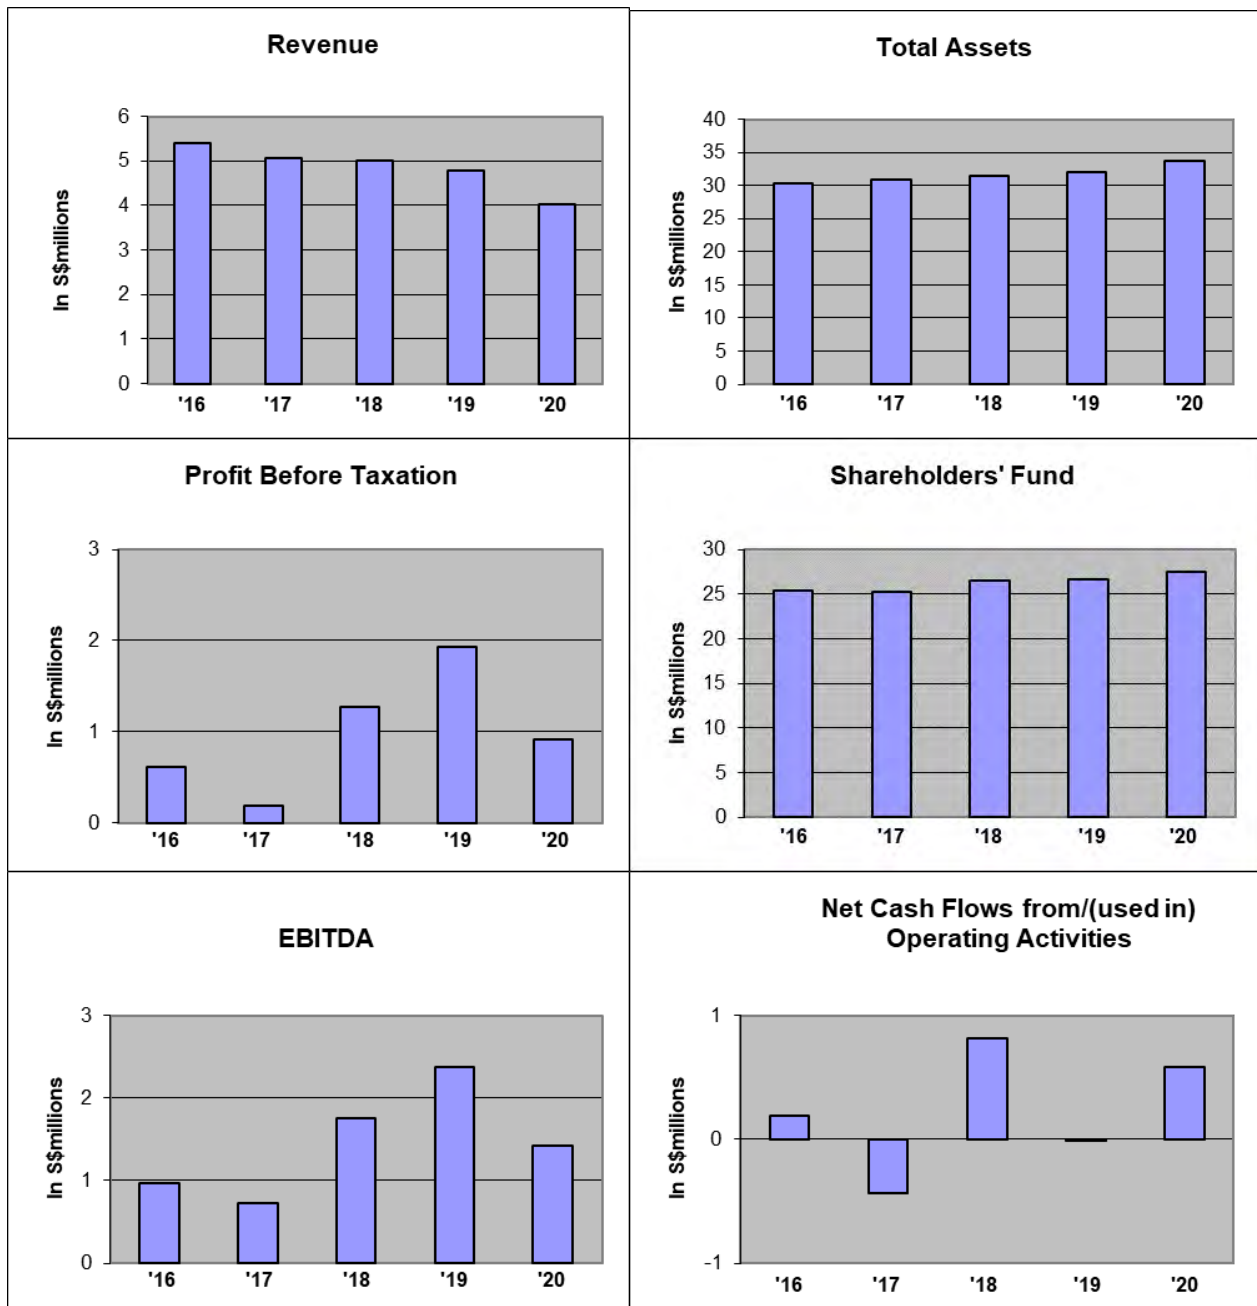 Revenue
In S$millions
6
5
4
3
2
1
0
'16 '17 '18 '19 '20
Total Assets
In S$millions
40
35
30
25
20
15
10
5
0
'16 '17 '18 '19 '20
Profit Before Taxation
In S$millions
3
2
1
0
'16 '17 '18 '19 '20
Shareholders' Fund
In S$millions
30
25
20
15
10
5
0
'16 '17 '18 '19 '20
EBITDA
In S$millions
3
2
1
0
'16 '17 '18 '19 '20
Net Cash Flows from/(used in)
Operating Activities
In S$millions
1
0
-1
'16 '17 '18 '19 '20